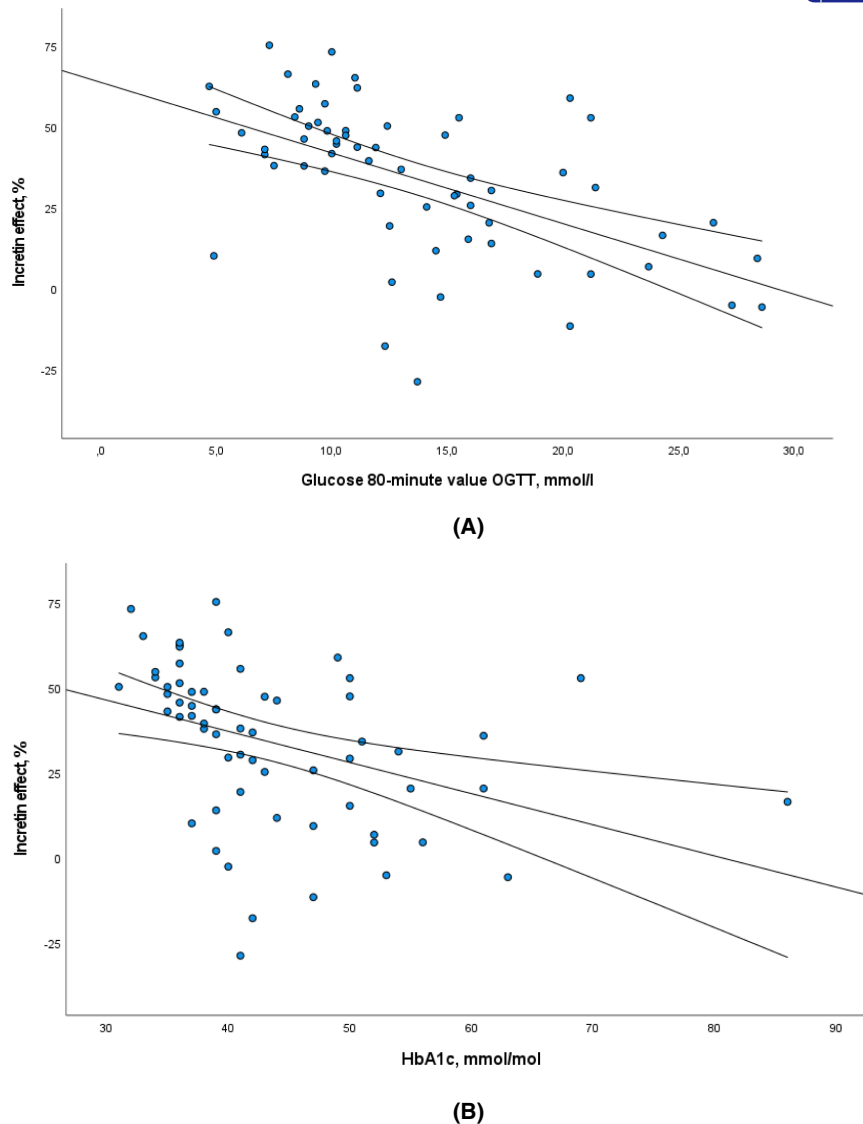 75
50
25
0
-25
Incretin effect, %
,0 5,0 10,0 15,0 20,0 25,0 30,0
Glucose 80-minute value OGTT, mmol/l
(A)
75
50
25
0
-25
Incretin effect, %
30 40 50 60 70 80 90
HbA1c, mmol/mol
(B)